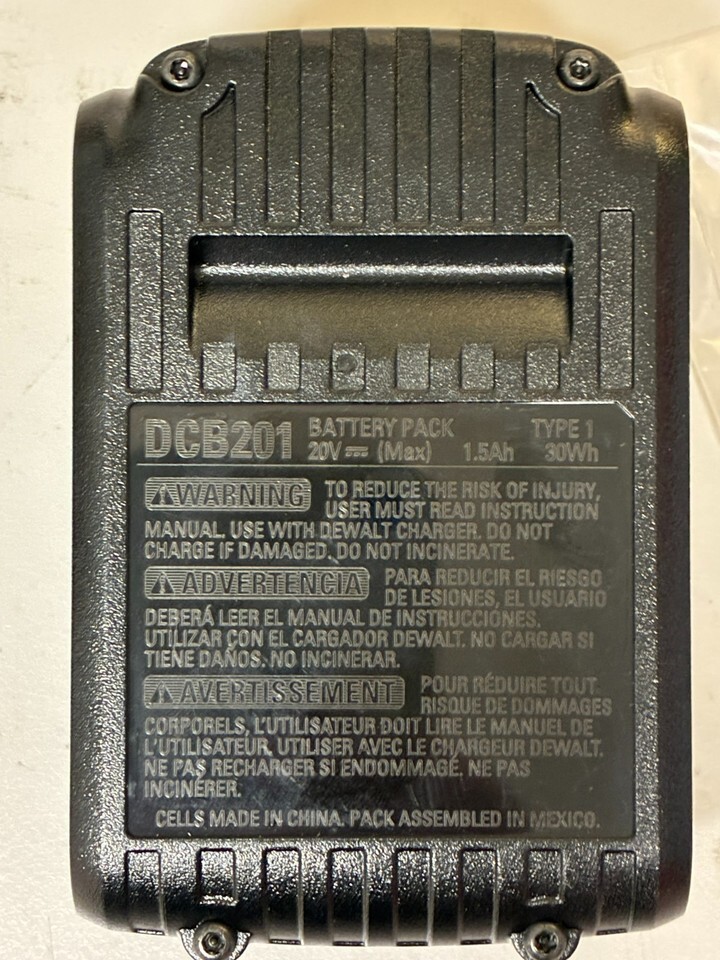 DCB201 BATTERY PACK TYPE 1
20V ⎓ (Max) 1.5Ah 30Wh
⚠WARNING TO REDUCE THE RISK OF INJURY,
USER MUST READ INSTRUCTION
MANUAL. USE WITH DEWALT CHARGER. DO NOT
CHARGE IF DAMAGED. DO NOT INCINERATE.
⚠ADVERTENCIA PARA REDUCIR EL RIESGO
DE LESIONES, EL USUARIO
DEBERÁ LEER EL MANUAL DE INSTRUCCIONES.
UTILIZAR CON EL CARGADOR DEWALT. NO CARGAR SI
TIENE DAÑOS. NO INCINERAR.
⚠AVERTISSEMENT POUR RÉDUIRE TOUT
RISQUE DE DOMMAGES
CORPORELS, L'UTILISATEUR DOIT LIRE LE MANUEL DE
L'UTILISATEUR. UTILISER AVEC LE CHARGEUR DEWALT.
NE PAS RECHARGER SI ENDOMMAGÉ. NE PAS
INCINÉRER.
CELLS MADE IN CHINA. PACK ASSEMBLED IN MEXICO.